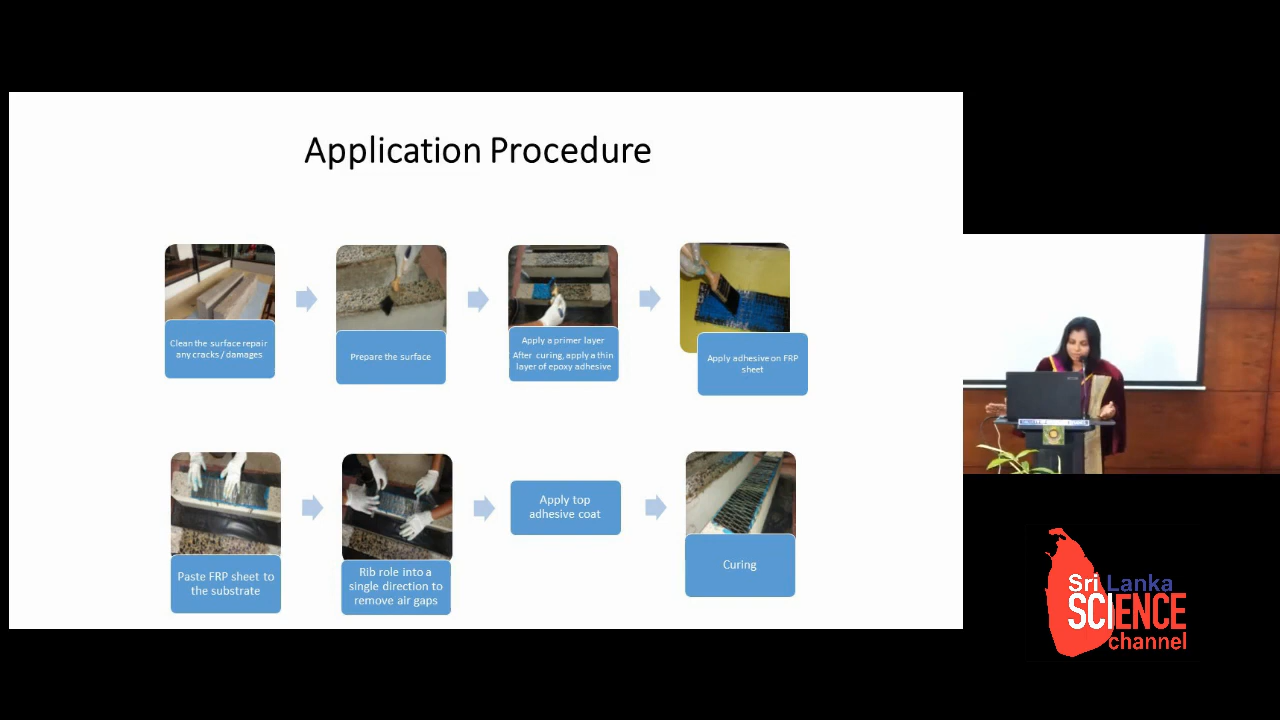 Application Procedure
Clean the surface repair
any cracks / damages
Prepare the surface
Apply a primer layer
After curing, apply a thin
layer of epoxy adhesive
Apply adhesive on FRP
sheet
Paste FRP sheet to
the substrate
Rib role into a
single direction to
remove air gaps
Apply top
adhesive coat
Curing
Sri Lanka
SCIENCE
channel